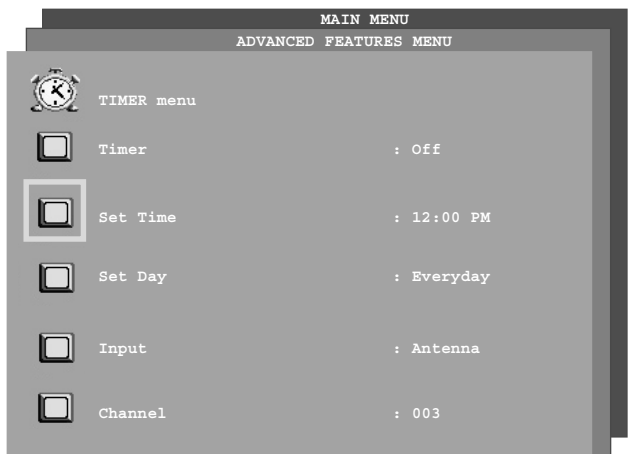 MAIN MENU
ADVANCED FEATURES MENU
TIMER menu
Timer : Off
Set Time : 12:00 PM
Set Day : Everyday
Input : Antenna
Channel : 003